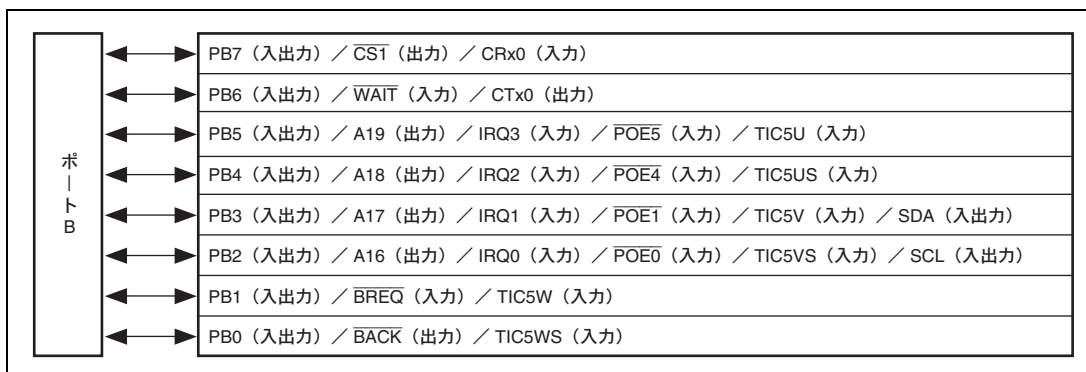 ポートB
PB7（入出力）／CS1（出力）／CRx0（入力）
PB6（入出力）／WAIT（入力）／CTx0（出力）
PB5（入出力）／A19（出力）／IRQ3（入力）／POE5（入力）／TIC5U（入力）
PB4（入出力）／A18（出力）／IRQ2（入力）／POE4（入力）／TIC5US（入力）
PB3（入出力）／A17（出力）／IRQ1（入力）／POE1（入力）／TIC5V（入力）／SDA（入出力）
PB2（入出力）／A16（出力）／IRQ0（入力）／POE0（入力）／TIC5VS（入力）／SCL（入出力）
PB1（入出力）／BREQ（入力）／TIC5W（入力）
PB0（入出力）／BACK（出力）／TIC5WS（入力）